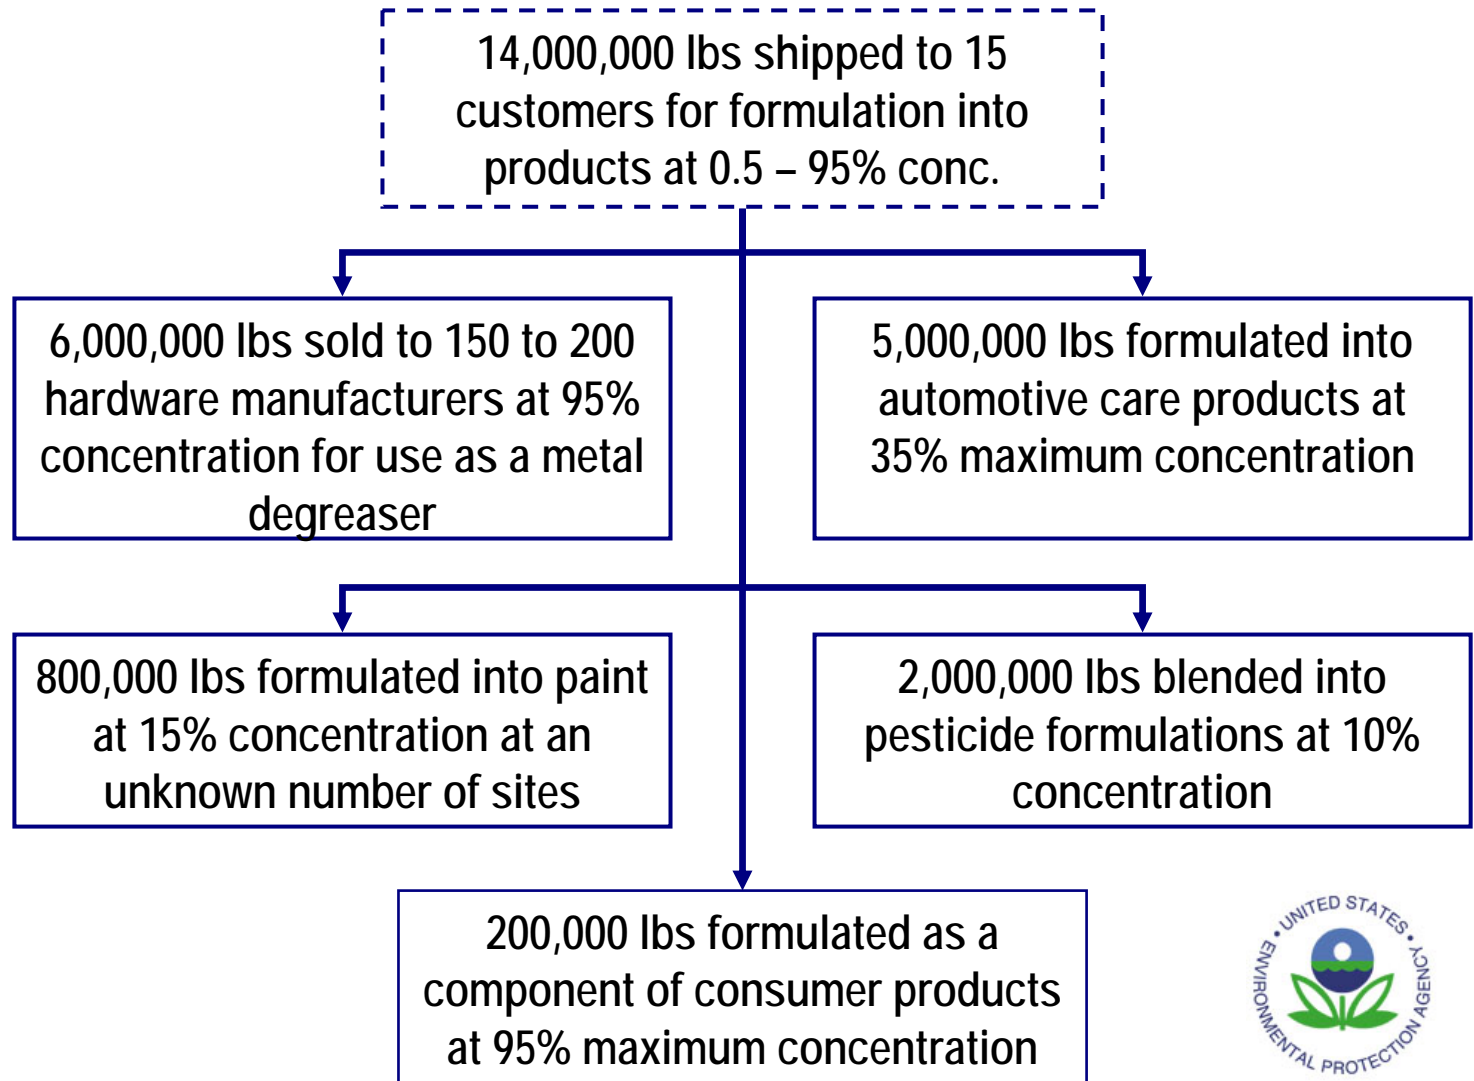 14,000,000 lbs shipped to 15
customers for formulation into
products at 0.5 – 95% conc.
6,000,000 lbs sold to 150 to 200
hardware manufacturers at 95%
concentration for use as a metal
degreaser
5,000,000 lbs formulated into
automotive care products at
35% maximum concentration
800,000 lbs formulated into paint
at 15% concentration at an
unknown number of sites
2,000,000 lbs blended into
pesticide formulations at 10%
concentration
200,000 lbs formulated as a
component of consumer products
at 95% maximum concentration
UNITED STATES • ENVIRONMENTAL PROTECTION AGENCY •